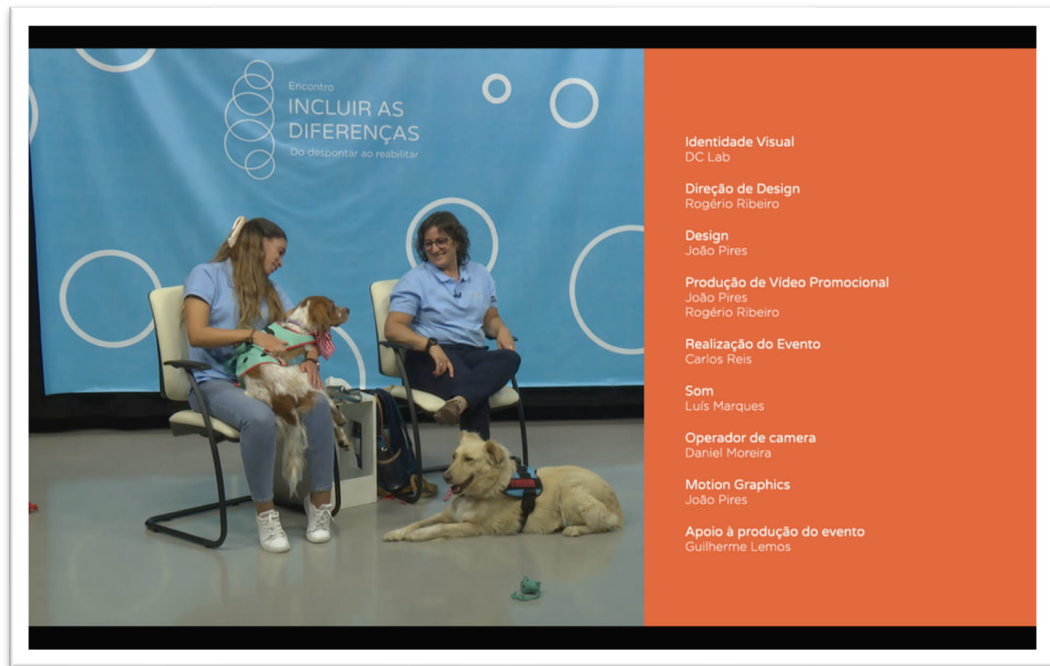 Encontro
INCLUIR AS
DIFERENÇAS
Do despontar ao reabilitar
Identidade Visual
DC Lab
Direção de Design
Rogério Ribeiro
Design
João Pires
Produção de Vídeo Promocional
João Pires
Rogério Ribeiro
Realização do Evento
Carlos Reis
Som
Luís Marques
Operador de camera
Daniel Moreira
Motion Graphics
João Pires
Apoio à produção do evento
Guilherme Lemos